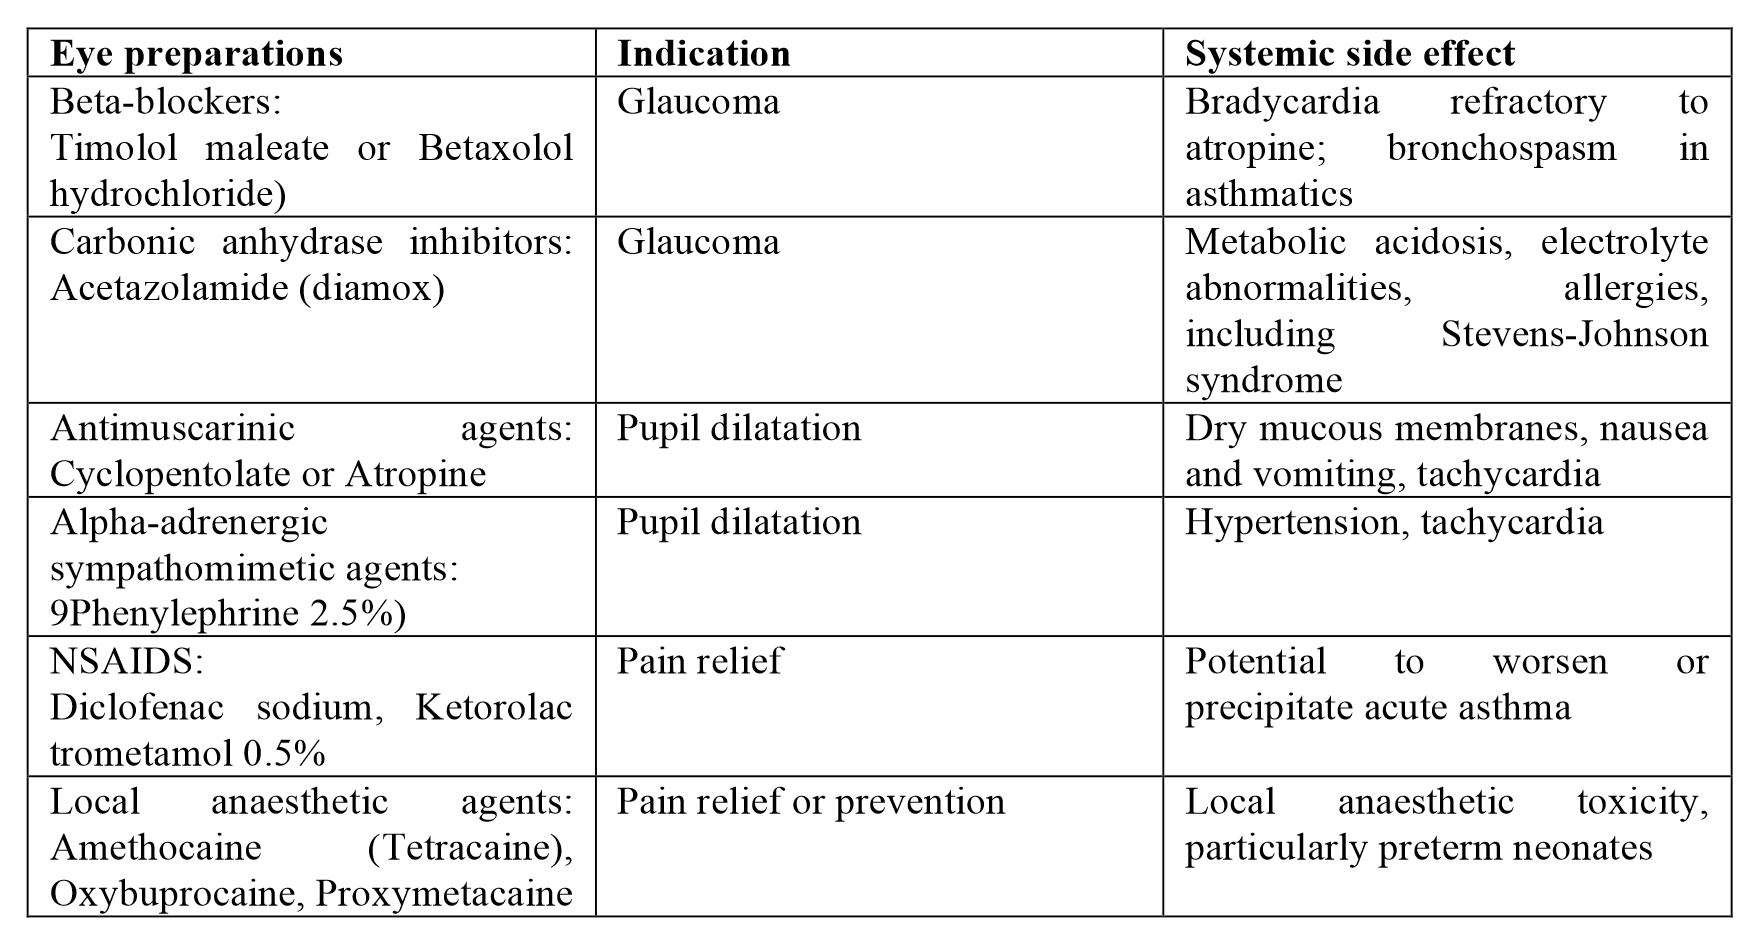 Eye preparations
Indication
Systemic side effect
Beta-blockers:
Timolol maleate or Betaxolol
hydrochloride)
Glaucoma
Bradycardia refractory to
atropine; bronchospasm in
asthmatics
Carbonic anhydrase inhibitors:
Acetazolamide (diamox)
Glaucoma
Metabolic acidosis, electrolyte
abnormalities, allergies,
including Stevens-Johnson
syndrome
Antimuscarinic agents:
Cyclopentolate or Atropine
Pupil dilatation
Dry mucous membranes, nausea
and vomiting, tachycardia
Alpha-adrenergic
sympathomimetic agents:
9Phenylephrine 2.5%)
Pupil dilatation
Hypertension, tachycardia
NSAIDS:
Diclofenac sodium, Ketorolac
trometamol 0.5%
Pain relief
Potential to worsen or
precipitate acute asthma
Local anaesthetic agents:
Amethocaine (Tetracaine),
Oxybuprocaine, Proxymetacaine
Pain relief or prevention
Local anaesthetic toxicity,
particularly preterm neonates